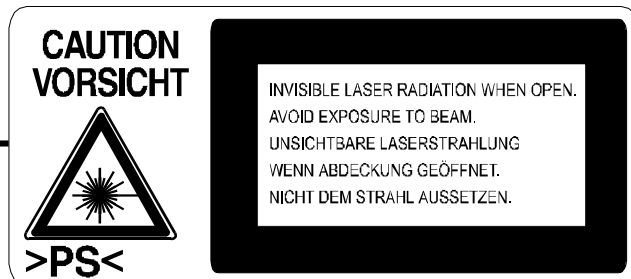 CAUTION
VORSICHT
>PS<
INVISIBLE LASER RADIATION WHEN OPEN.
AVOID EXPOSURE TO BEAM.
UNSICHTBARE LASERSTRAHLUNG
WENN ABDECKUNG GEÖFFNET.
NICHT DEM STRAHL AUSSETZEN.